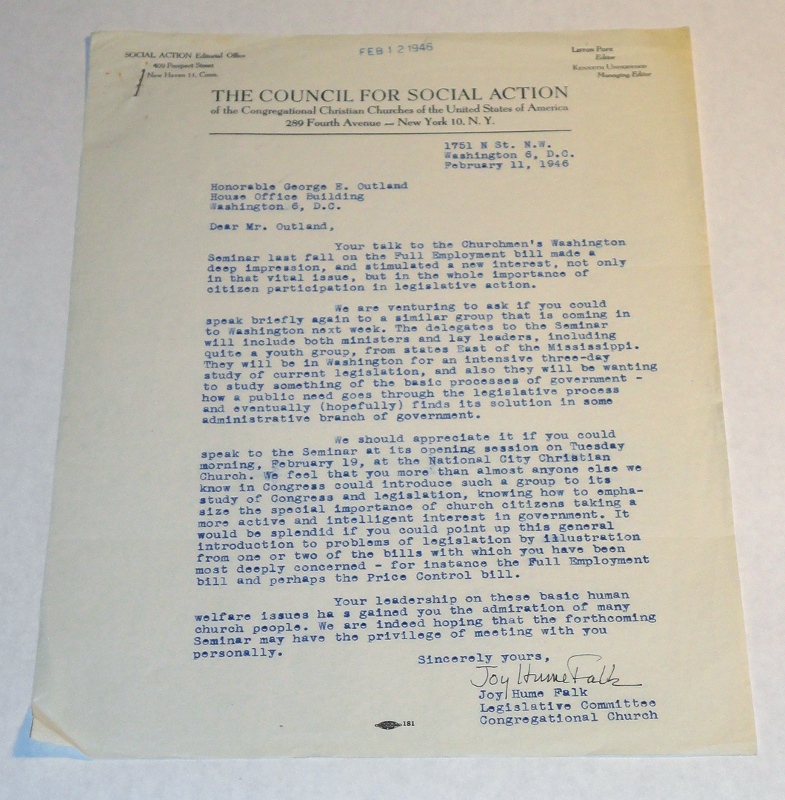 SOCIAL ACTION Editorial Office
409 Prospect Street
New Haven 11, Conn.
FEB 12 1946
Liston Pope
Editor
Kenneth Underwood
Managing Editor
THE COUNCIL FOR SOCIAL ACTION
of the Congregational Christian Churches of the United States of America
289 Fourth Avenue — New York 10, N. Y.
1751 N St. N.W.
Washington 6, D.C.
February 11, 1946
Honorable George E. Outland
House Office Building
Washington 6, D.C.
Dear Mr. Outland,
Your talk to the Churchmen's Washington
Seminar last fall on the Full Employment bill made a
deep impression, and stimulated a new interest, not only
in that vital issue, but in the whole importance of
citizen participation in legislative action.
We are venturing to ask if you could
speak briefly again to a similar group that is coming in
to Washington next week. The delegates to the Seminar
will include both ministers and lay leaders, including
quite a youth group, from states East of the Mississippi.
They will be in Washington for an intensive three-day
study of current legislation, and also they will be wanting
to study something of the basic processes of government -
how a public need goes through the legislative process
and eventually (hopefully) finds its solution in some
administrative branch of government.
We should appreciate it if you could
speak to the Seminar at its opening session on Tuesday
morning, February 19, at the National City Christian
Church. We feel that you more than almost anyone else we
know in Congress could introduce such a group to its
study of Congress and legislation, knowing how to empha-
size the special importance of church citizens taking a
more active and intelligent interest in government. It
would be splendid if you could point up this general
introduction to problems of legislation by illustration
from one or two of the bills with which you have been
most deeply concerned - for instance the Full Employment
bill and perhaps the Price Control bill.
Your leadership on these basic human
welfare issues ha s gained you the admiration of many
church people. We are indeed hoping that the forthcoming
Seminar may have the privilege of meeting with you
personally.
Sincerely yours,
Joy Hume Falk
Joy Hume Falk
Legislative Committee
Congregational Church
181